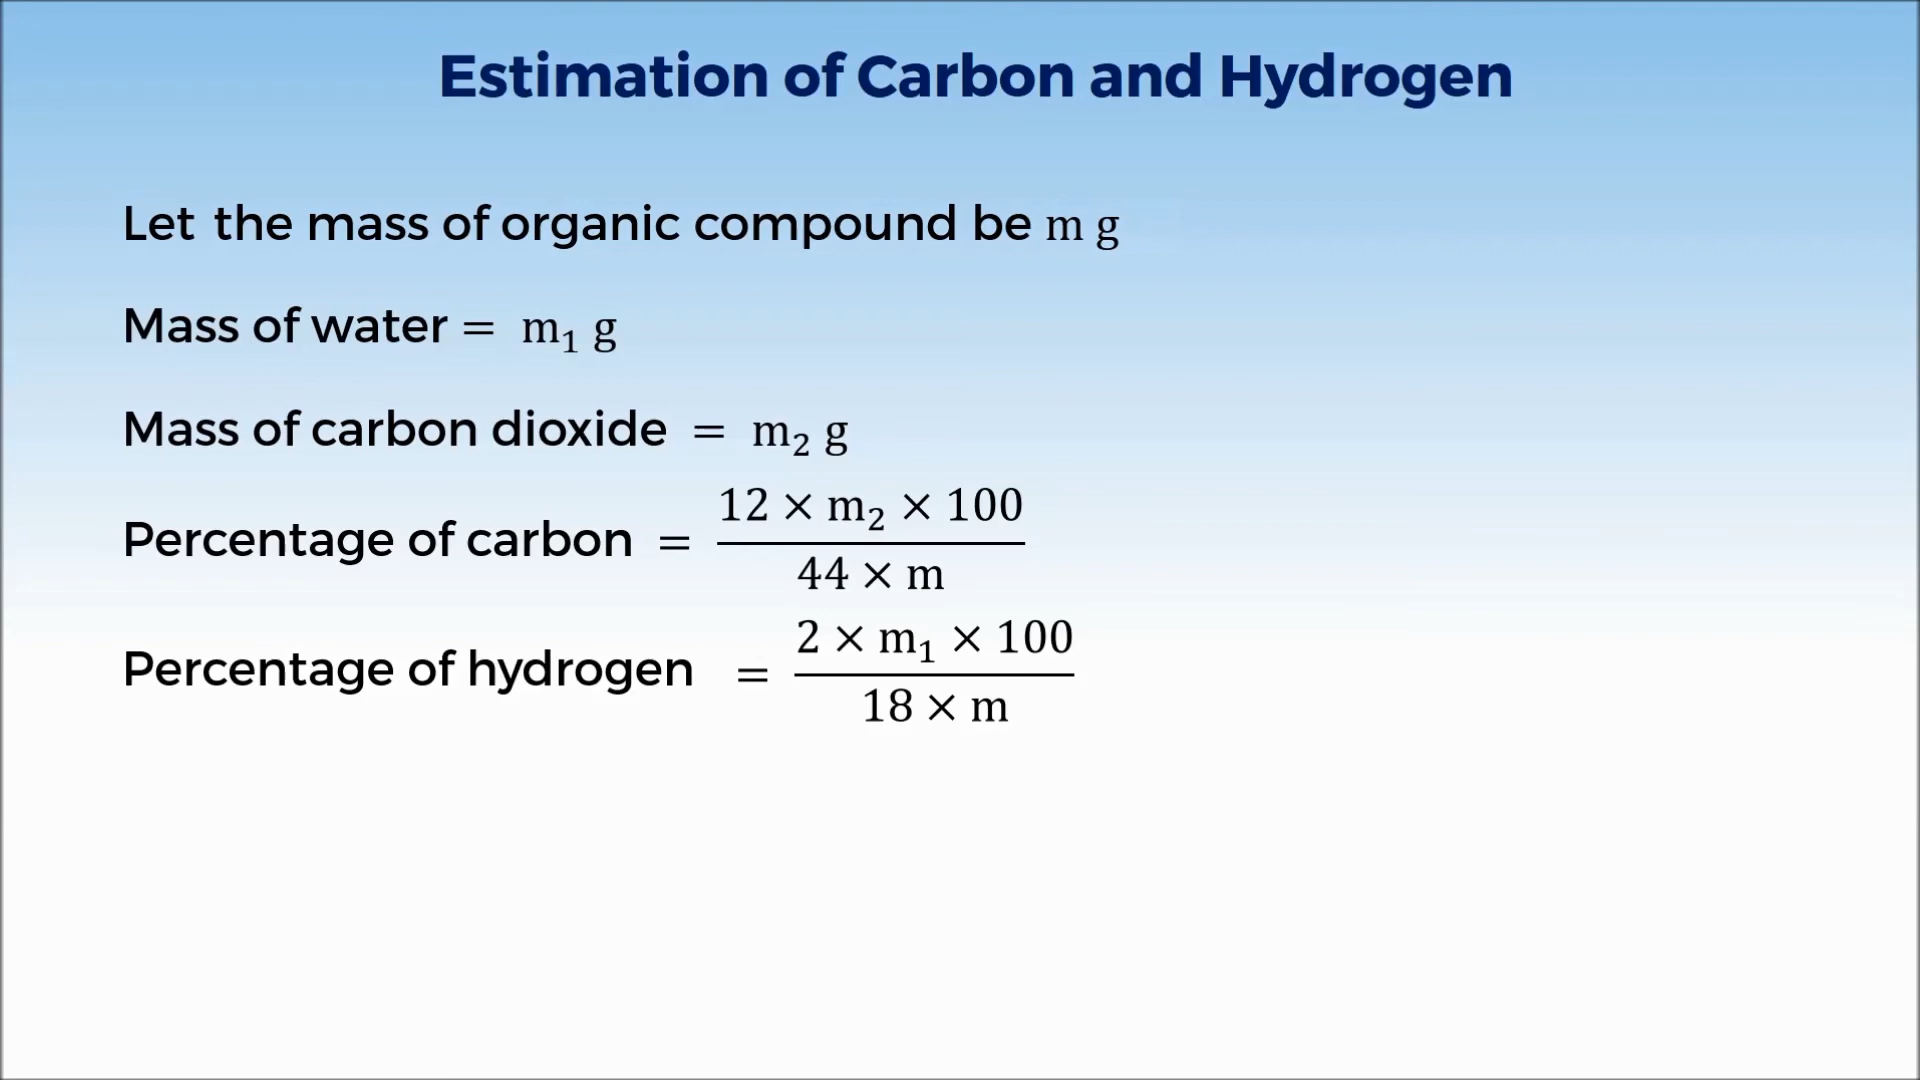 Estimation of Carbon and Hydrogen
Let the mass of organic compound be m g
Mass of water = m₁ g
Mass of carbon dioxide = m₂ g
Percentage of carbon = (12 × m₂ × 100) / (44 × m)
Percentage of hydrogen = (2 × m₁ × 100) / (18 × m)